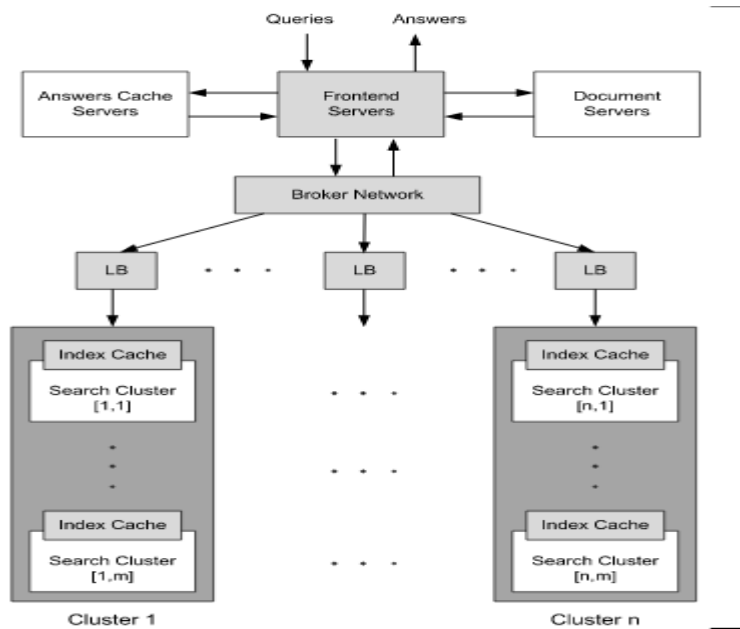 Queries
Answers
Answers Cache
Servers
Frontend
Servers
Document
Servers
Broker Network
LB
LB
LB
Index Cache
Search Cluster
[1,1]
Index Cache
Search Cluster
[n,1]
Index Cache
Search Cluster
[1,m]
Index Cache
Search Cluster
[n,m]
Cluster 1
Cluster n